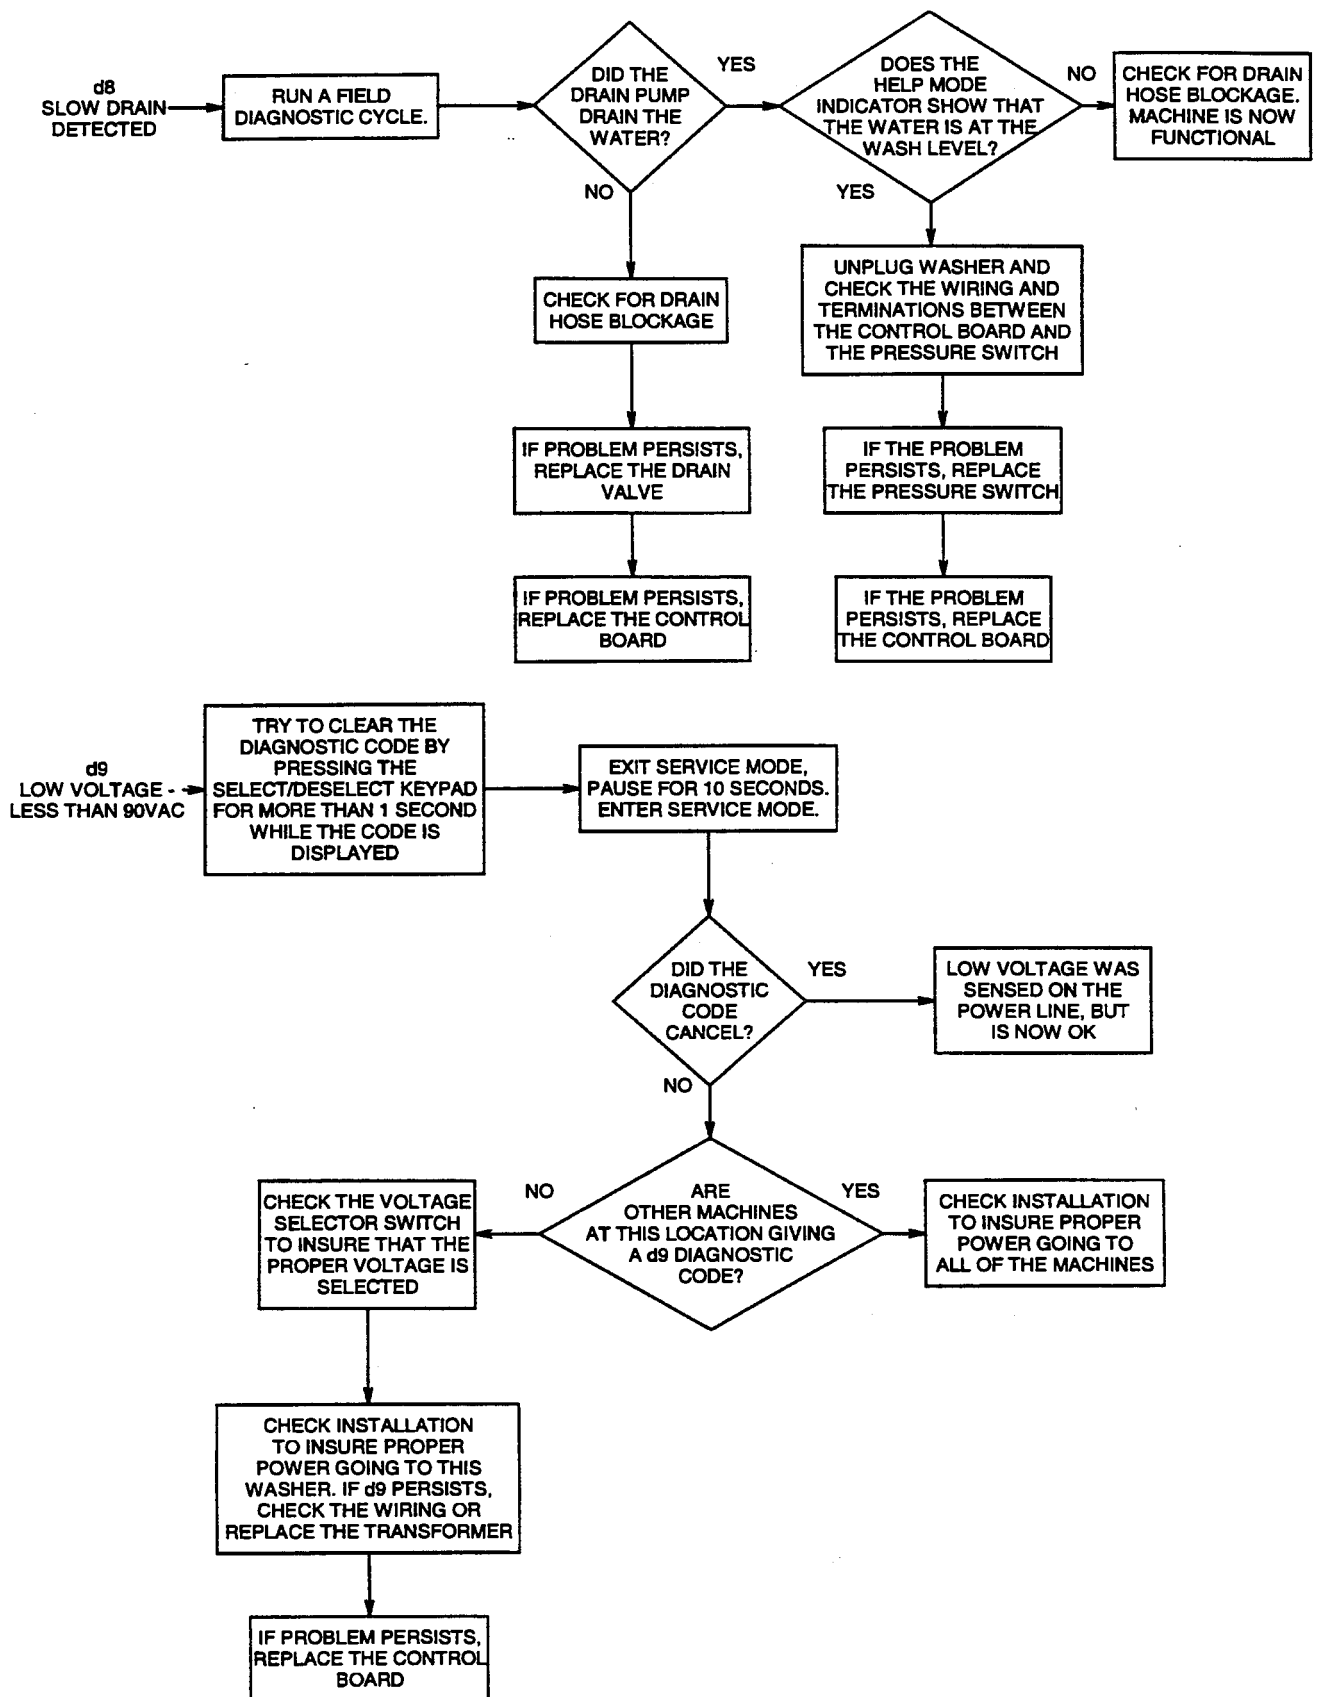 d8
SLOW DRAIN
DETECTED
RUN A FIELD
DIAGNOSTIC CYCLE.
DID THE
DRAIN PUMP
DRAIN THE
WATER?
YES
NO
DOES THE
HELP MODE
INDICATOR SHOW THAT
THE WATER IS AT THE
WASH LEVEL?
NO
YES
CHECK FOR DRAIN
HOSE BLOCKAGE.
MACHINE IS NOW
FUNCTIONAL
CHECK FOR DRAIN
HOSE BLOCKAGE
IF PROBLEM PERSISTS,
REPLACE THE DRAIN
VALVE
IF PROBLEM PERSISTS,
REPLACE THE CONTROL
BOARD
UNPLUG WASHER AND
CHECK THE WIRING AND
TERMINATIONS BETWEEN
THE CONTROL BOARD AND
THE PRESSURE SWITCH
IF THE PROBLEM
PERSISTS, REPLACE
THE PRESSURE SWITCH
IF THE PROBLEM
PERSISTS, REPLACE
THE CONTROL BOARD
d9
LOW VOLTAGE -
LESS THAN 90VAC
TRY TO CLEAR THE
DIAGNOSTIC CODE BY
PRESSING THE
SELECT/DESELECT KEYPAD
FOR MORE THAN 1 SECOND
WHILE THE CODE IS
DISPLAYED
EXIT SERVICE MODE,
PAUSE FOR 10 SECONDS.
ENTER SERVICE MODE.
DID THE
DIAGNOSTIC
CODE
CANCEL?
YES
NO
LOW VOLTAGE WAS
SENSED ON THE
POWER LINE, BUT
IS NOW OK
ARE
OTHER MACHINES
AT THIS LOCATION GIVING
A d9 DIAGNOSTIC
CODE?
NO
YES
CHECK INSTALLATION
TO INSURE PROPER
POWER GOING TO
ALL OF THE MACHINES
CHECK THE VOLTAGE
SELECTOR SWITCH
TO INSURE THAT THE
PROPER VOLTAGE IS
SELECTED
CHECK INSTALLATION
TO INSURE PROPER
POWER GOING TO THIS
WASHER. IF d9 PERSISTS,
CHECK THE WIRING OR
REPLACE THE TRANSFORMER
IF PROBLEM PERSISTS,
REPLACE THE CONTROL
BOARD